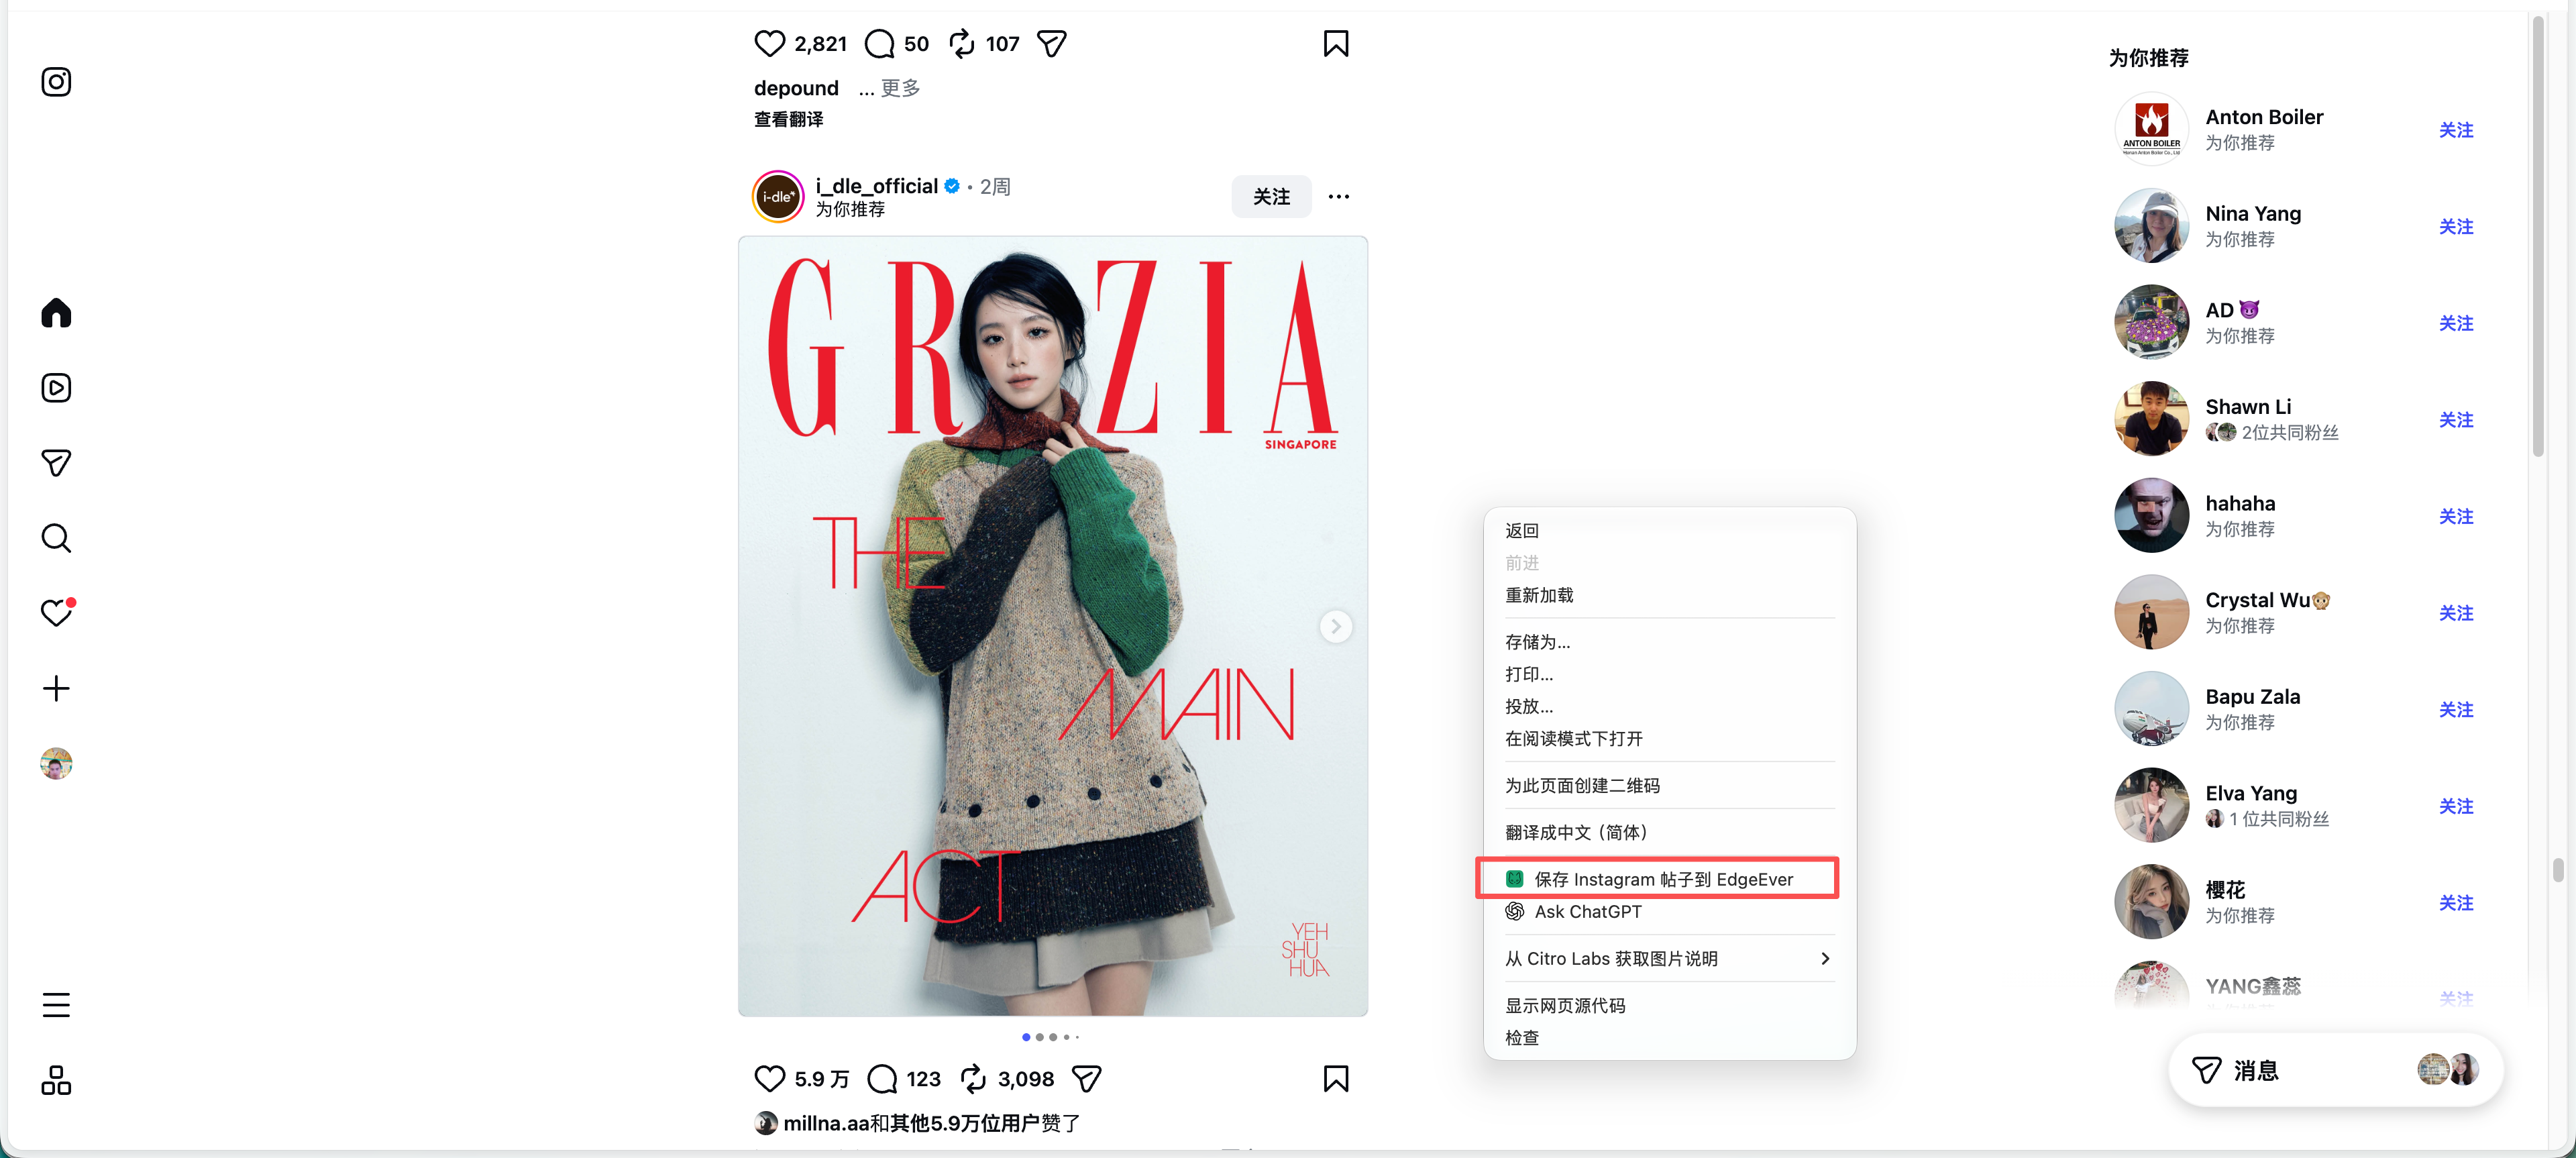 2,821 50 107
depound ... 更多
查看翻译
i-dle
i_dle_official • 2周
为你推荐
关注
GRAZIA
SINGAPORE
THE
MAIN
ACT
YEH
SHU
HUA
5.9 万 123 3,098
millna.aa和其他5.9万位用户赞了
返回
前进
重新加载
存储为...
打印...
投放...
在阅读模式下打开
为此页面创建二维码
翻译成中文（简体）
保存 Instagram 帖子到 EdgeEver
Ask ChatGPT
从 Citro Labs 获取图片说明
显示网页源代码
检查
为你推荐
ANTON BOILER
Anton Boiler
为你推荐
关注
Nina Yang
为你推荐
关注
AD😈
为你推荐
关注
Shawn Li
2位共同粉丝
关注
hahaha
为你推荐
关注
Crystal Wu🐵
为你推荐
关注
Bapu Zala
为你推荐
关注
Elva Yang
1 位共同粉丝
关注
樱花
为你推荐
关注
YANG鑫蕊
关注
消息